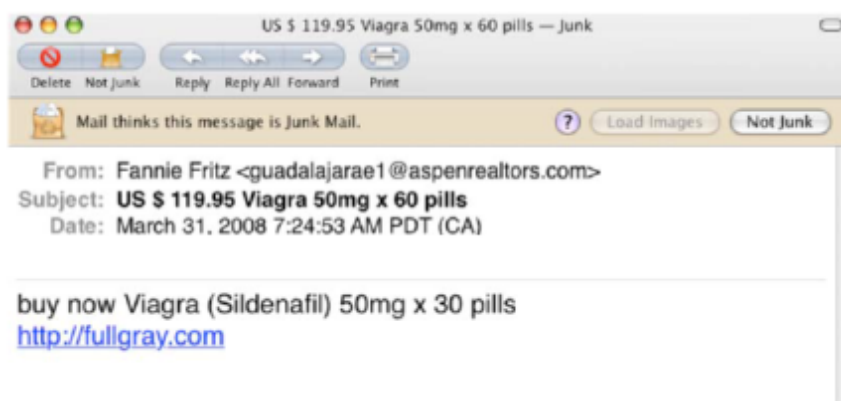 US $ 119.95 Viagra 50mg x 60 pills — Junk
Delete Not Junk Reply Reply All Forward Print
Mail thinks this message is Junk Mail. ? Load Images Not Junk
From: Fannie Fritz <guadalajarae1@aspenrealtors.com>
Subject: US $ 119.95 Viagra 50mg x 60 pills
Date: March 31, 2008 7:24:53 AM PDT (CA)
buy now Viagra (Sildenafil) 50mg x 30 pills
http://fullgray.com